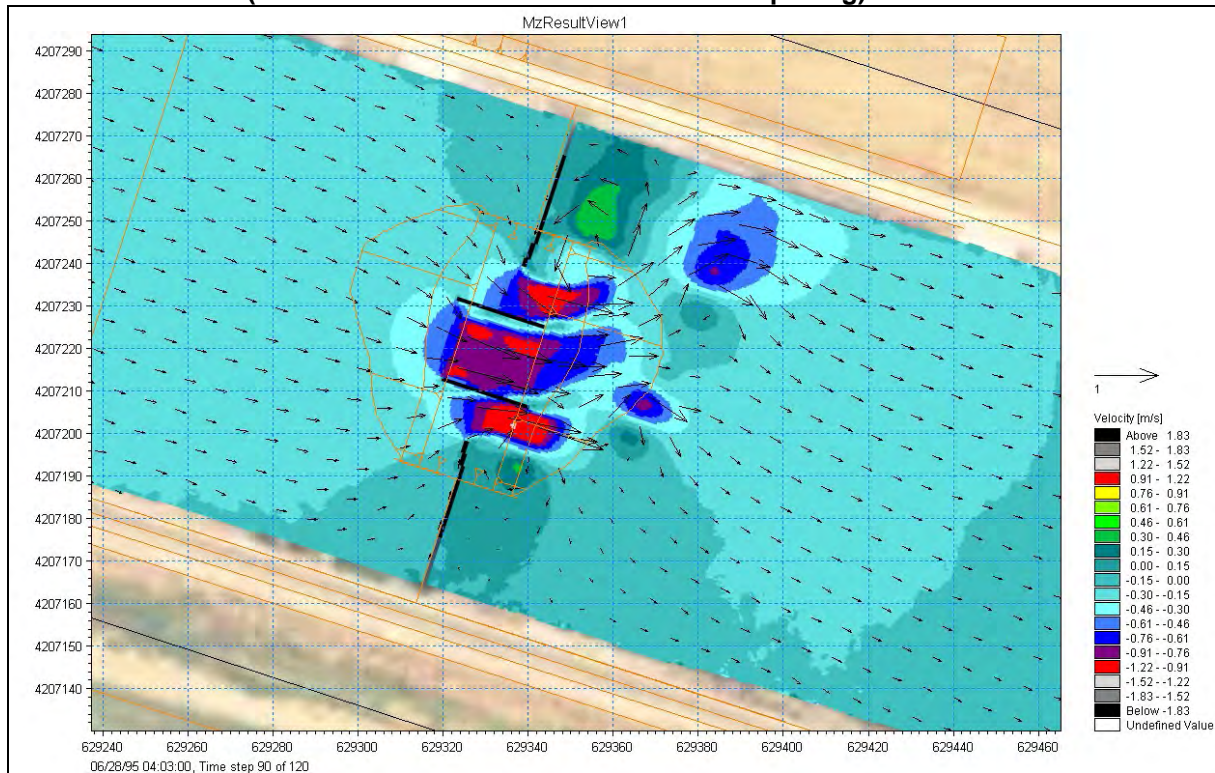 MzResultView1
4207290
4207280
4207270
4207260
4207250
4207240
4207230
4207220
4207210
4207200
4207190
4207180
4207170
4207160
4207150
4207140
629240 629260 629280 629300 629320 629340 629360 629380 629400 629420 629440 629460
06/28/95 04:03:00, Time step 90 of 120
1
Velocity [m/s]
Above 1.83
1.52 - 1.83
1.22 - 1.52
0.91 - 1.22
0.76 - 0.91
0.61 - 0.76
0.46 - 0.61
0.30 - 0.46
0.15 - 0.30
0.00 - 0.15
-0.15 - 0.00
-0.30 - -0.15
-0.46 - -0.30
-0.61 - -0.46
-0.76 - -0.61
-0.91 - -0.76
-1.22 - -0.91
-1.52 - -1.22
-1.83 - -1.52
Below -1.83
Undefined Value